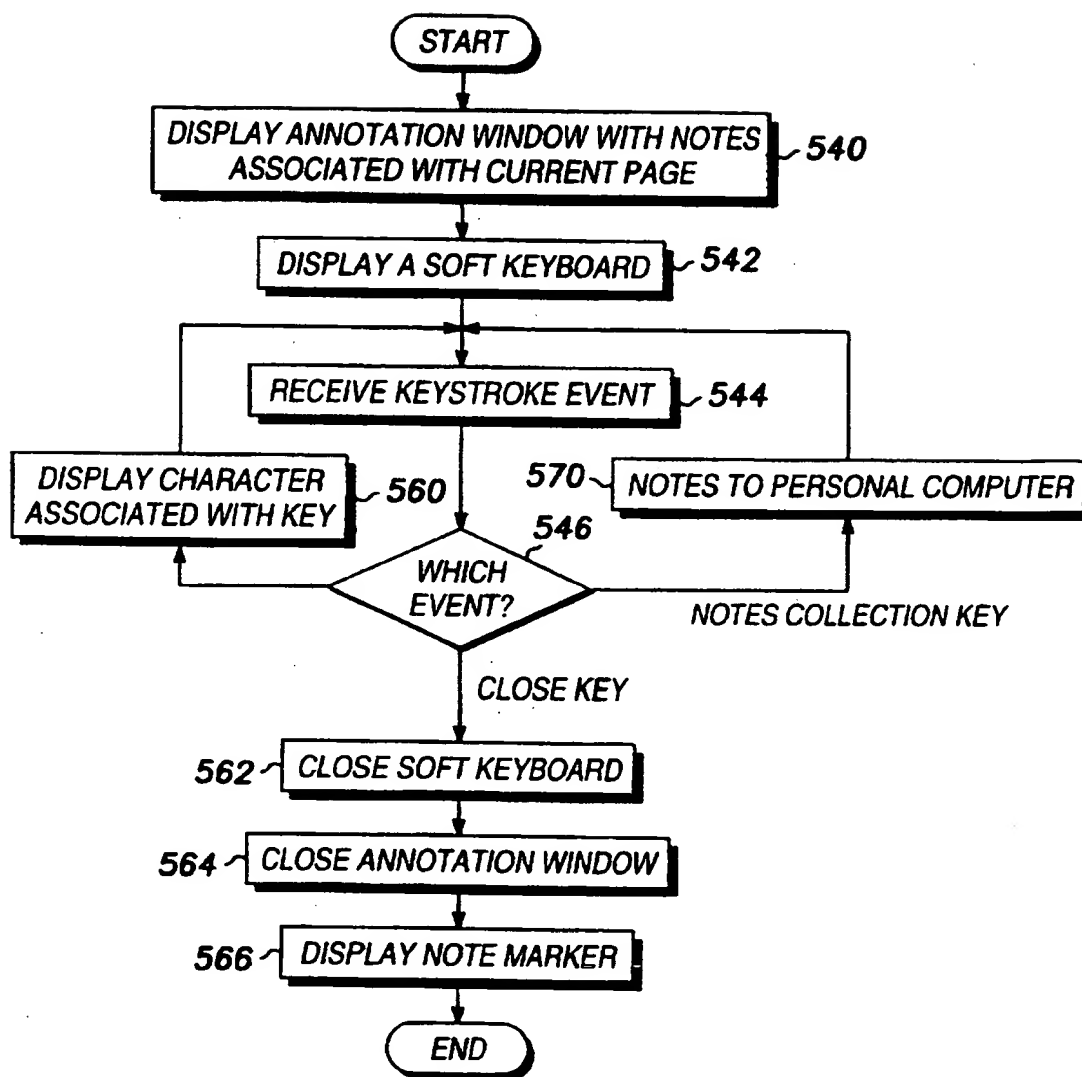 START
DISPLAY ANNOTATION WINDOW WITH NOTES
ASSOCIATED WITH CURRENT PAGE
540
DISPLAY A SOFT KEYBOARD
542
RECEIVE KEYSTROKE EVENT
544
DISPLAY CHARACTER
ASSOCIATED WITH KEY
560
570
NOTES TO PERSONAL COMPUTER
546
WHICH
EVENT?
NOTES COLLECTION KEY
CLOSE KEY
562
CLOSE SOFT KEYBOARD
564
CLOSE ANNOTATION WINDOW
566
DISPLAY NOTE MARKER
END